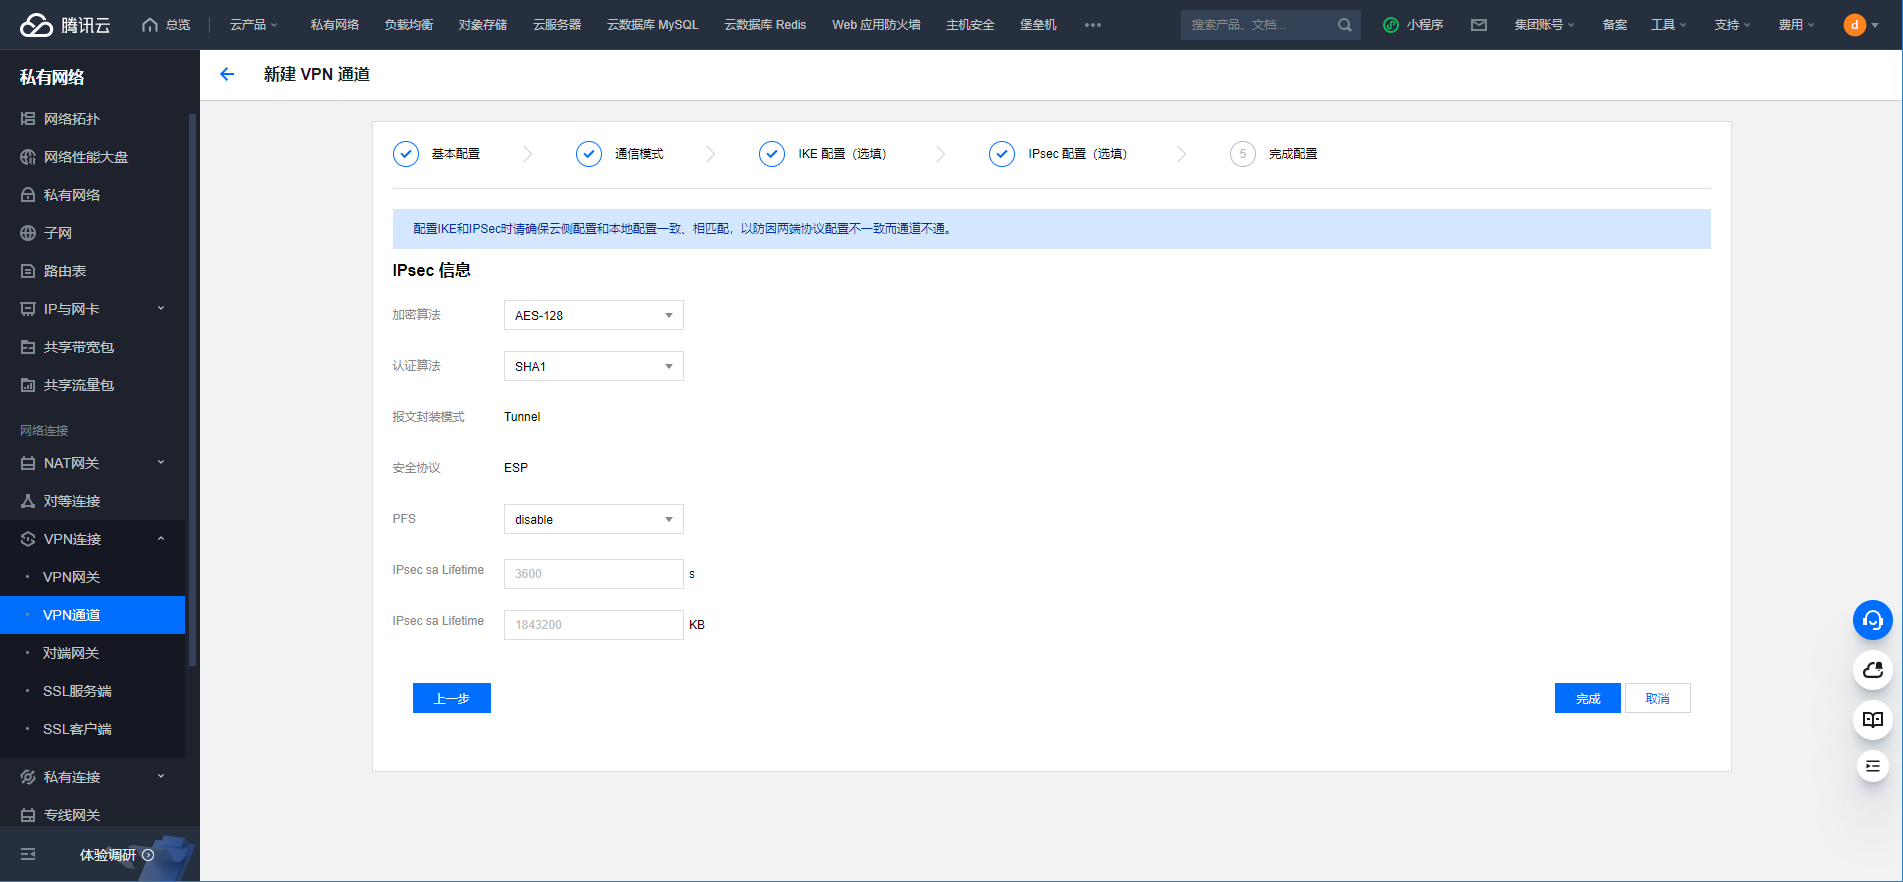 腾讯云
总览
云产品
私有网络
负载均衡
对象存储
云服务器
云数据库 MySQL
云数据库 Redis
Web 应用防火墙
主机安全
堡垒机
搜索产品、文档...
小程序
集团账号
备案
工具
支持
费用
d
私有网络
网络拓扑
网络性能大盘
私有网络
子网
路由表
IP与网卡
共享带宽包
共享流量包
网络连接
NAT网关
对等连接
VPN连接
VPN网关
VPN通道
对端网关
SSL服务端
SSL客户端
私有连接
专线网关
体验调研
新建 VPN 通道
基本配置
通信模式
IKE 配置（选填）
IPsec 配置（选填）
5 完成配置
配置IKE和IPSec时请确保云侧配置和本地配置一致、相匹配，以防因两端协议配置不一致而通道不通。
IPsec 信息
加密算法 AES-128
认证算法 SHA1
报文封装模式 Tunnel
安全协议 ESP
PFS disable
IPsec sa Lifetime 3600 s
IPsec sa Lifetime 1843200 KB
上一步
完成
取消